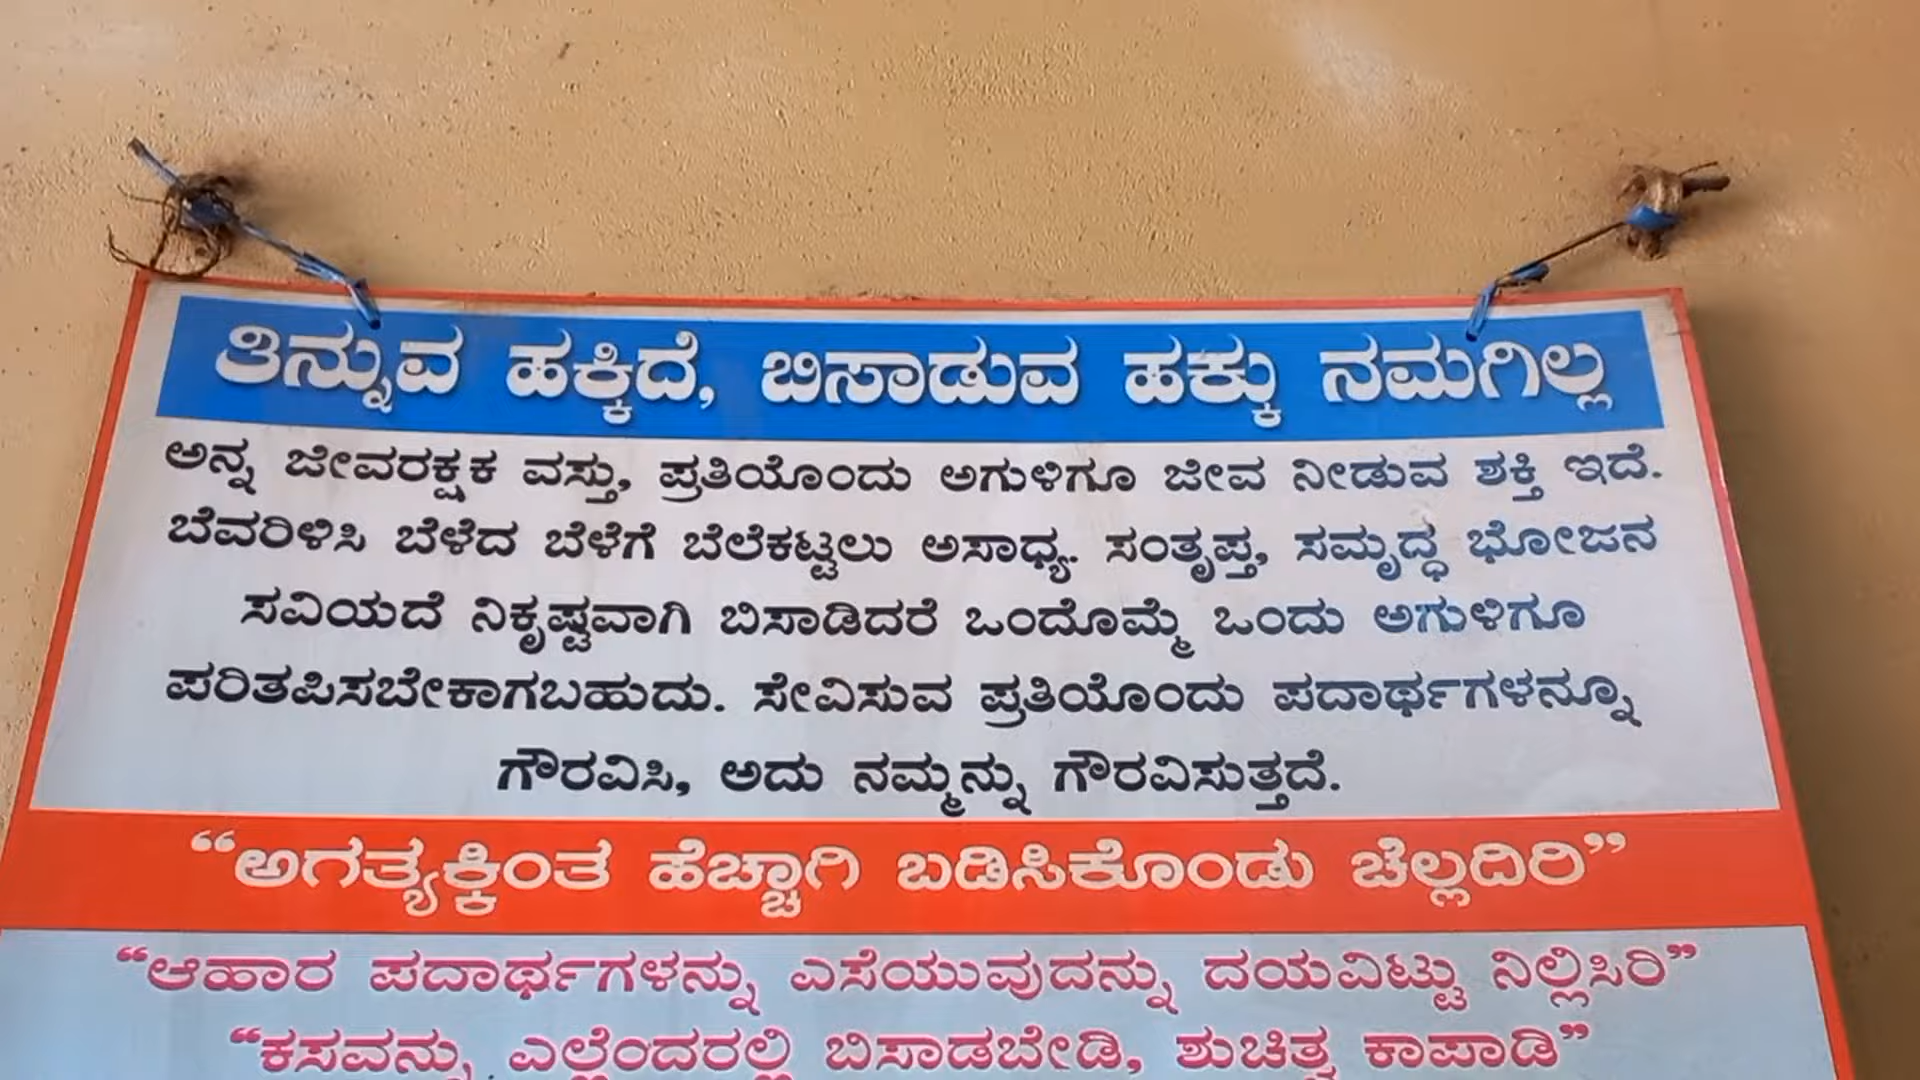 ತಿನ್ನುವ ಹಕ್ಕಿದೆ, ಬಿಸಾಡುವ ಹಕ್ಕು ನಮಗಿಲ್ಲ
ಅನ್ನ ಜೀವರಕ್ಷಕ ವಸ್ತು, ಪ್ರತಿಯೊಂದು ಅಗುಳಿಗೂ ಜೀವ ನೀಡುವ ಶಕ್ತಿ ಇದೆ.
ಬೆವರಿಳಿಸಿ ಬೆಳೆದ ಬೆಳೆಗೆ ಬೆಲೆಕಟ್ಟಲು ಅಸಾಧ್ಯ. ಸಂತೃಪ್ತ, ಸಮೃದ್ಧ ಭೋಜನ
ಸವಿಯದೆ ನಿಕೃಷ್ಟವಾಗಿ ಬಿಸಾಡಿದರೆ ಒಂದೊಮ್ಮೆ ಒಂದು ಅಗುಳಿಗೂ
ಪರಿತಪಿಸಬೇಕಾಗಬಹುದು. ಸೇವಿಸುವ ಪ್ರತಿಯೊಂದು ಪದಾರ್ಥಗಳನ್ನೂ
ಗೌರವಿಸಿ, ಅದು ನಮ್ಮನ್ನು ಗೌರವಿಸುತ್ತದೆ.
“ಅಗತ್ಯಕ್ಕಿಂತ ಹೆಚ್ಚಾಗಿ ಬಡಿಸಿಕೊಂಡು ಚೆಲ್ಲದಿರಿ”
“ಆಹಾರ ಪದಾರ್ಥಗಳನ್ನು ಎಸೆಯುವುದನ್ನು ದಯವಿಟ್ಟು ನಿಲ್ಲಿಸಿರಿ”
“ಕಸವನ್ನು ಎಲ್ಲೆಂದರಲ್ಲಿ ಬಿಸಾಡಬೇಡಿ, ಶುಚಿತ್ವ ಕಾಪಾಡಿ”